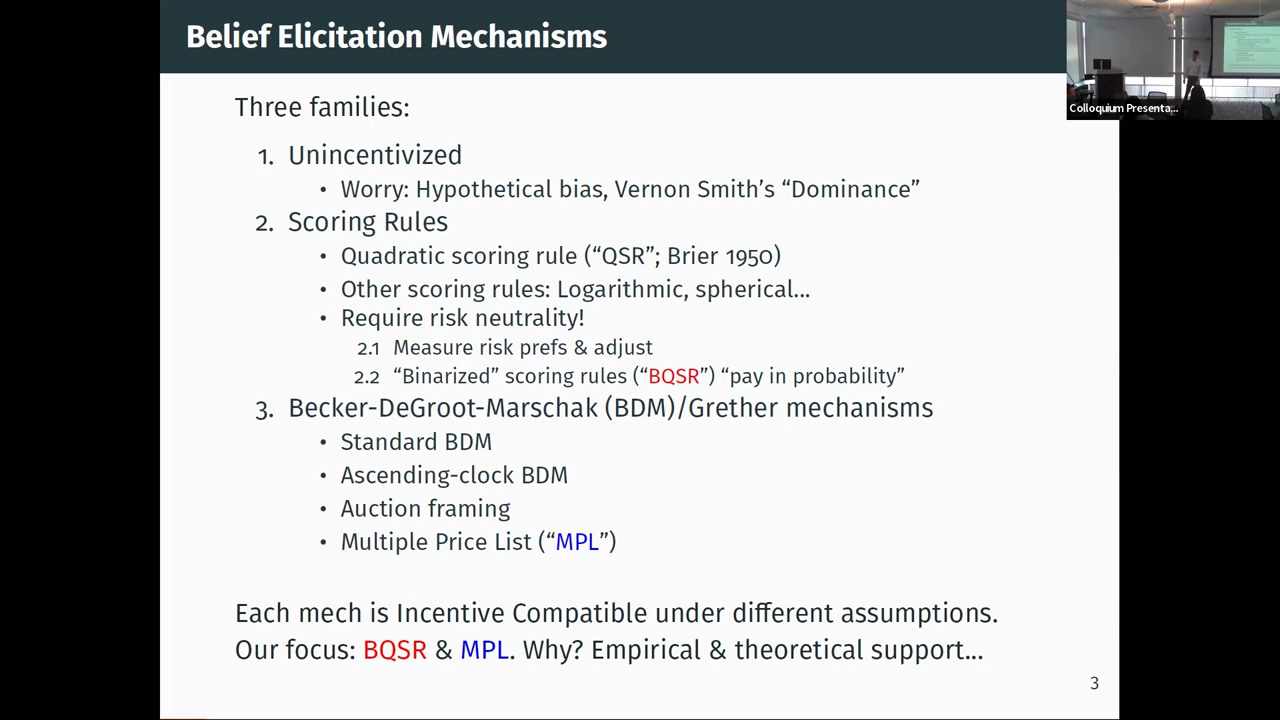 Belief Elicitation Mechanisms
Colloquium Presenta...
Three families:
1. Unincentivized
• Worry: Hypothetical bias, Vernon Smith's “Dominance”
2. Scoring Rules
• Quadratic scoring rule (“QSR”; Brier 1950)
• Other scoring rules: Logarithmic, spherical...
• Require risk neutrality!
2.1 Measure risk prefs & adjust
2.2 “Binarized” scoring rules (“BQSR”) “pay in probability”
3. Becker-DeGroot-Marschak (BDM)/Grether mechanisms
• Standard BDM
• Ascending-clock BDM
• Auction framing
• Multiple Price List (“MPL”)
Each mech is Incentive Compatible under different assumptions.
Our focus: BQSR & MPL. Why? Empirical & theoretical support...
3